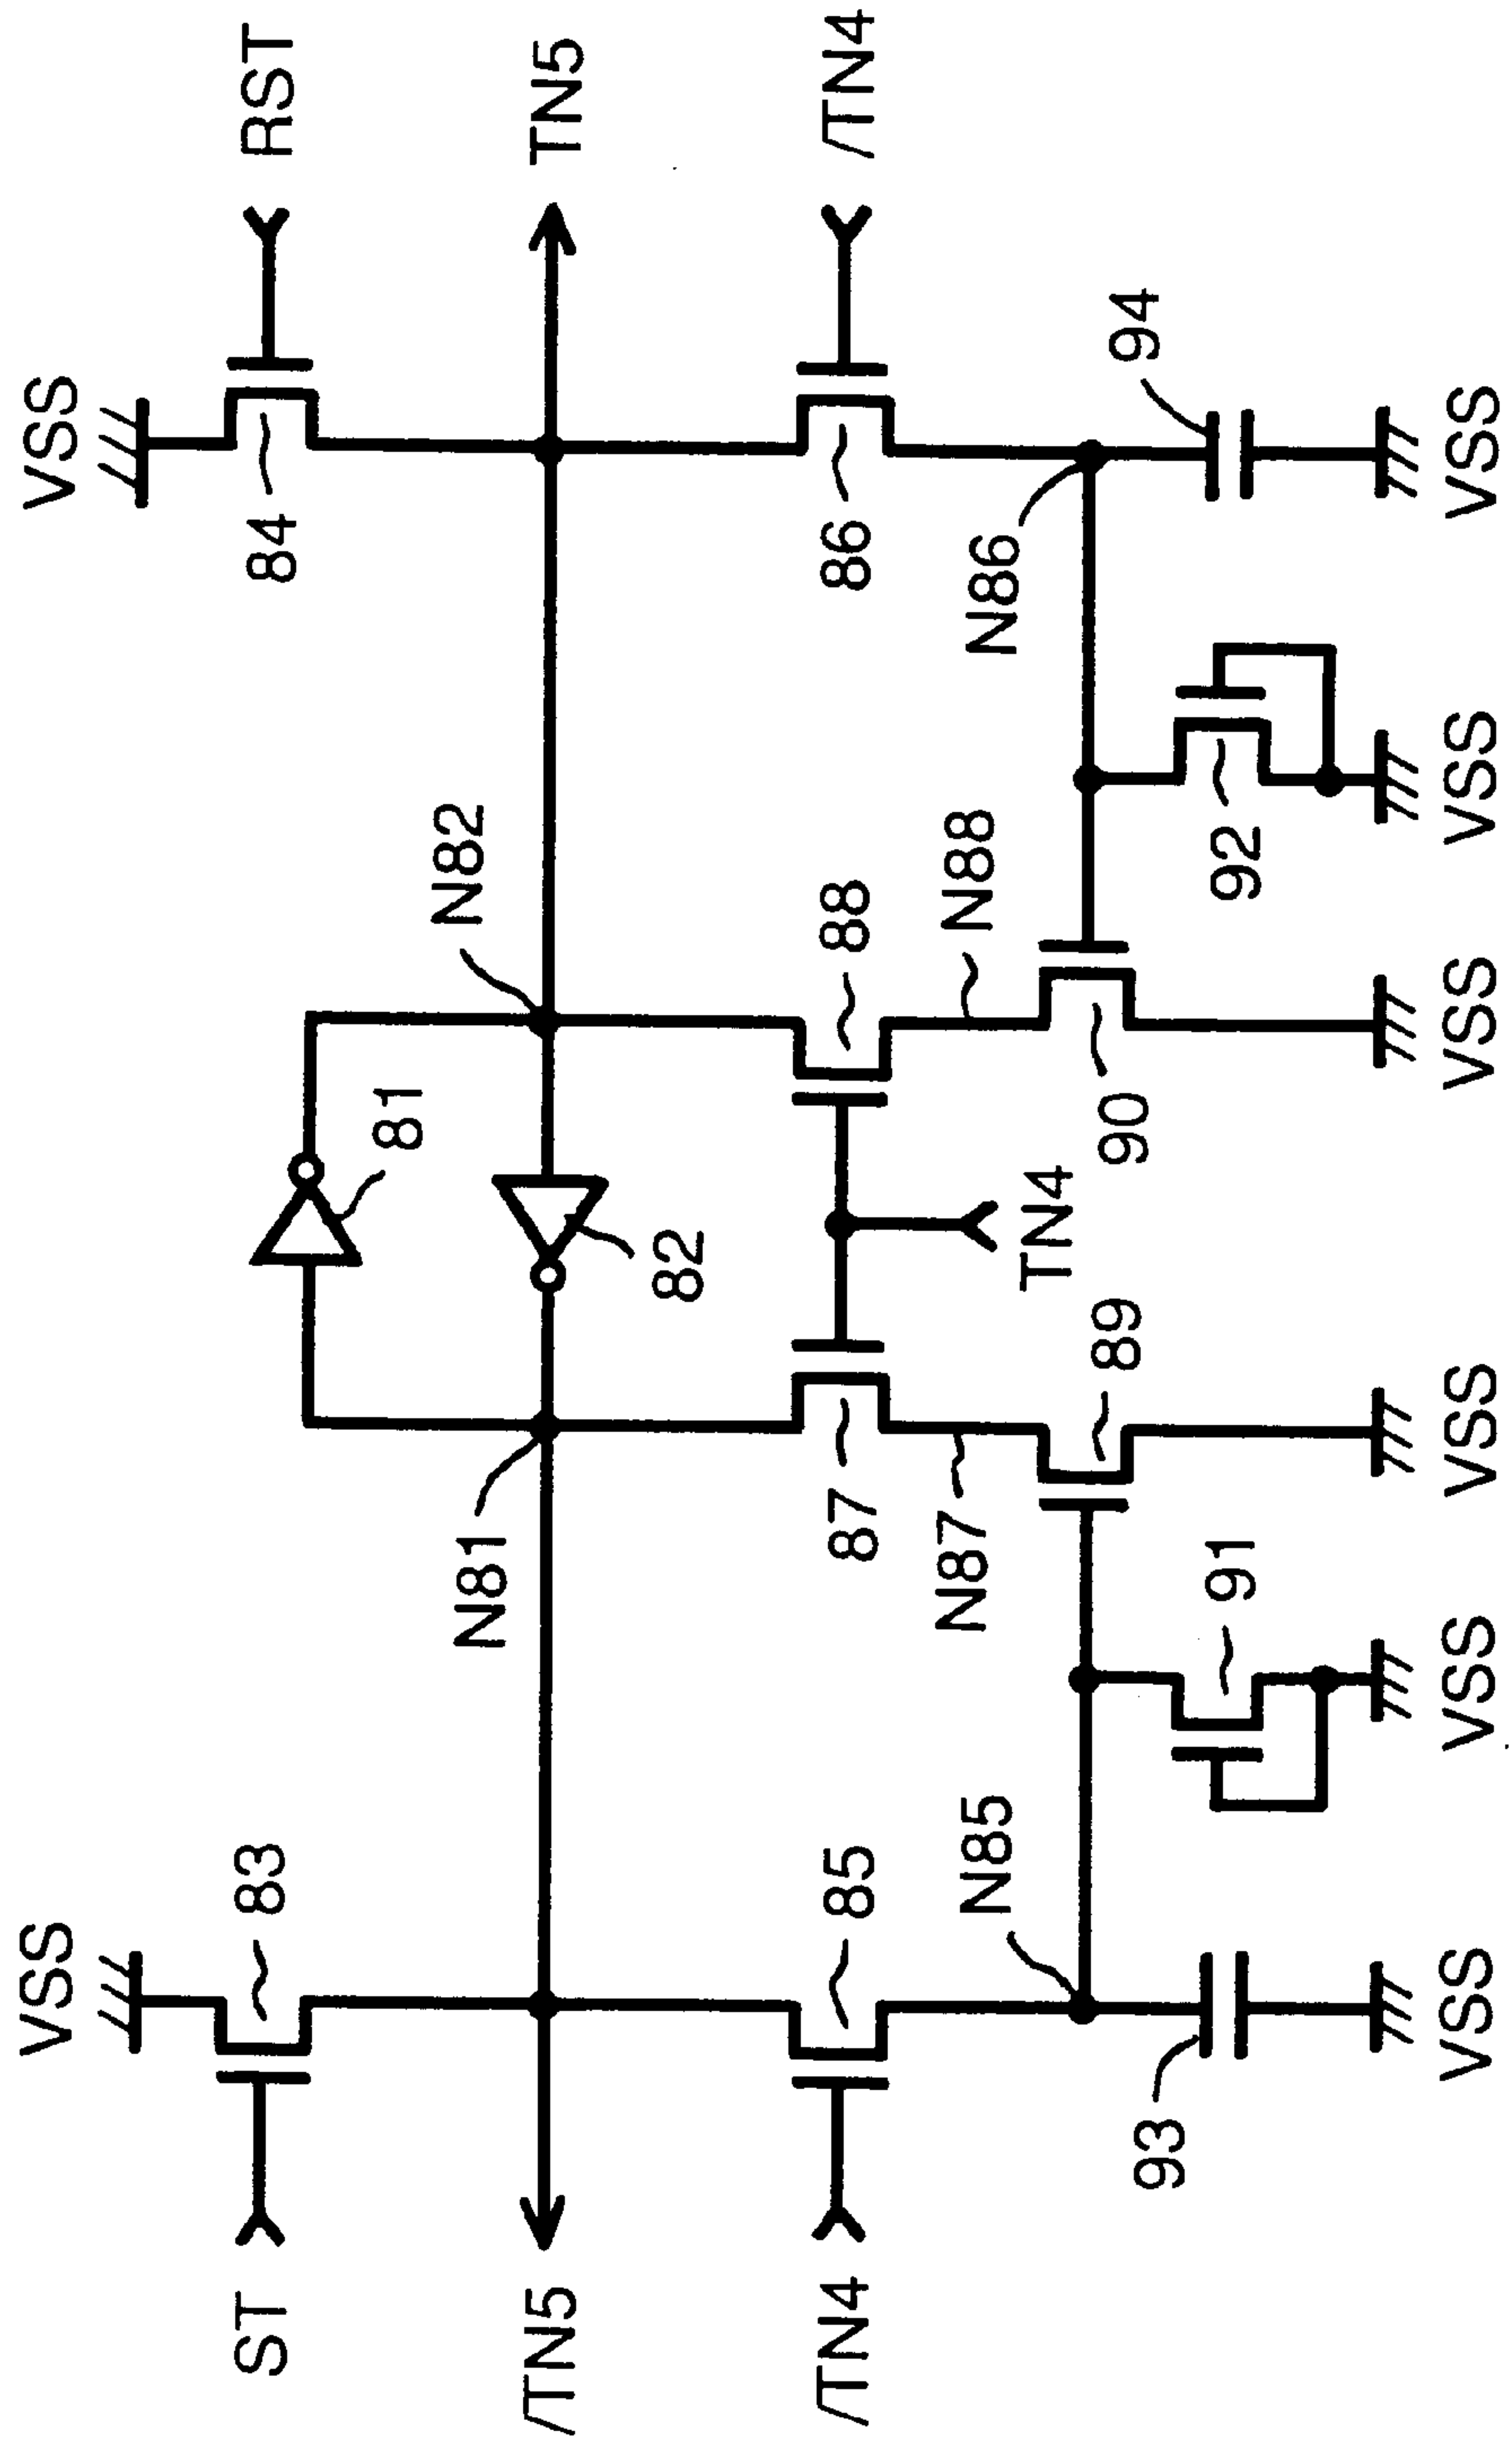 VSS
VSS
ST
83
84
RST
81
N81
N82
/TN5
TN5
82
/TN4
85
87
88
86
/TN4
N85
N87
N88
N86
TN4
89
90
94
93
91
92
VSS
VSS
VSS
VSS
VSS
VSS